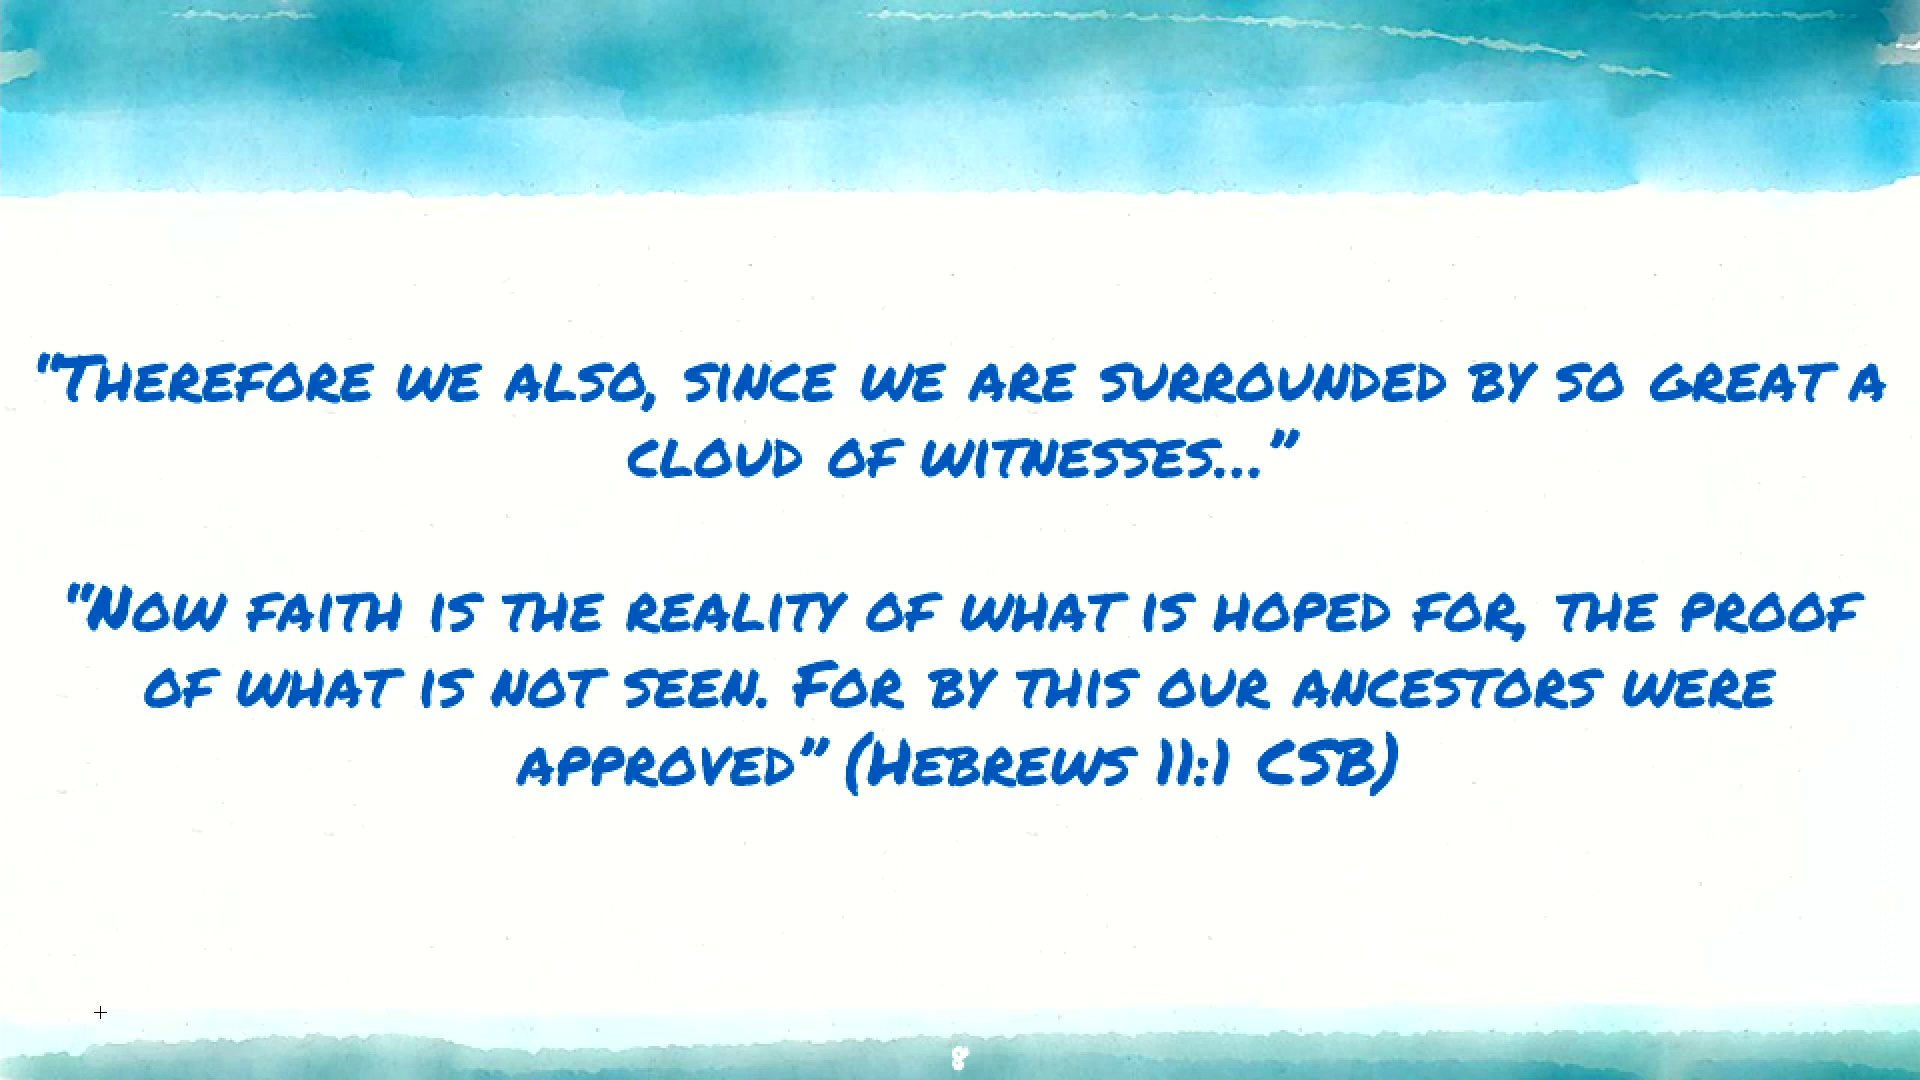 “Therefore we also, since we are surrounded by so great a
cloud of witnesses...”
“Now faith is the reality of what is hoped for, the proof
of what is not seen. For by this our ancestors were
approved” (Hebrews 11:1 CSB)
8